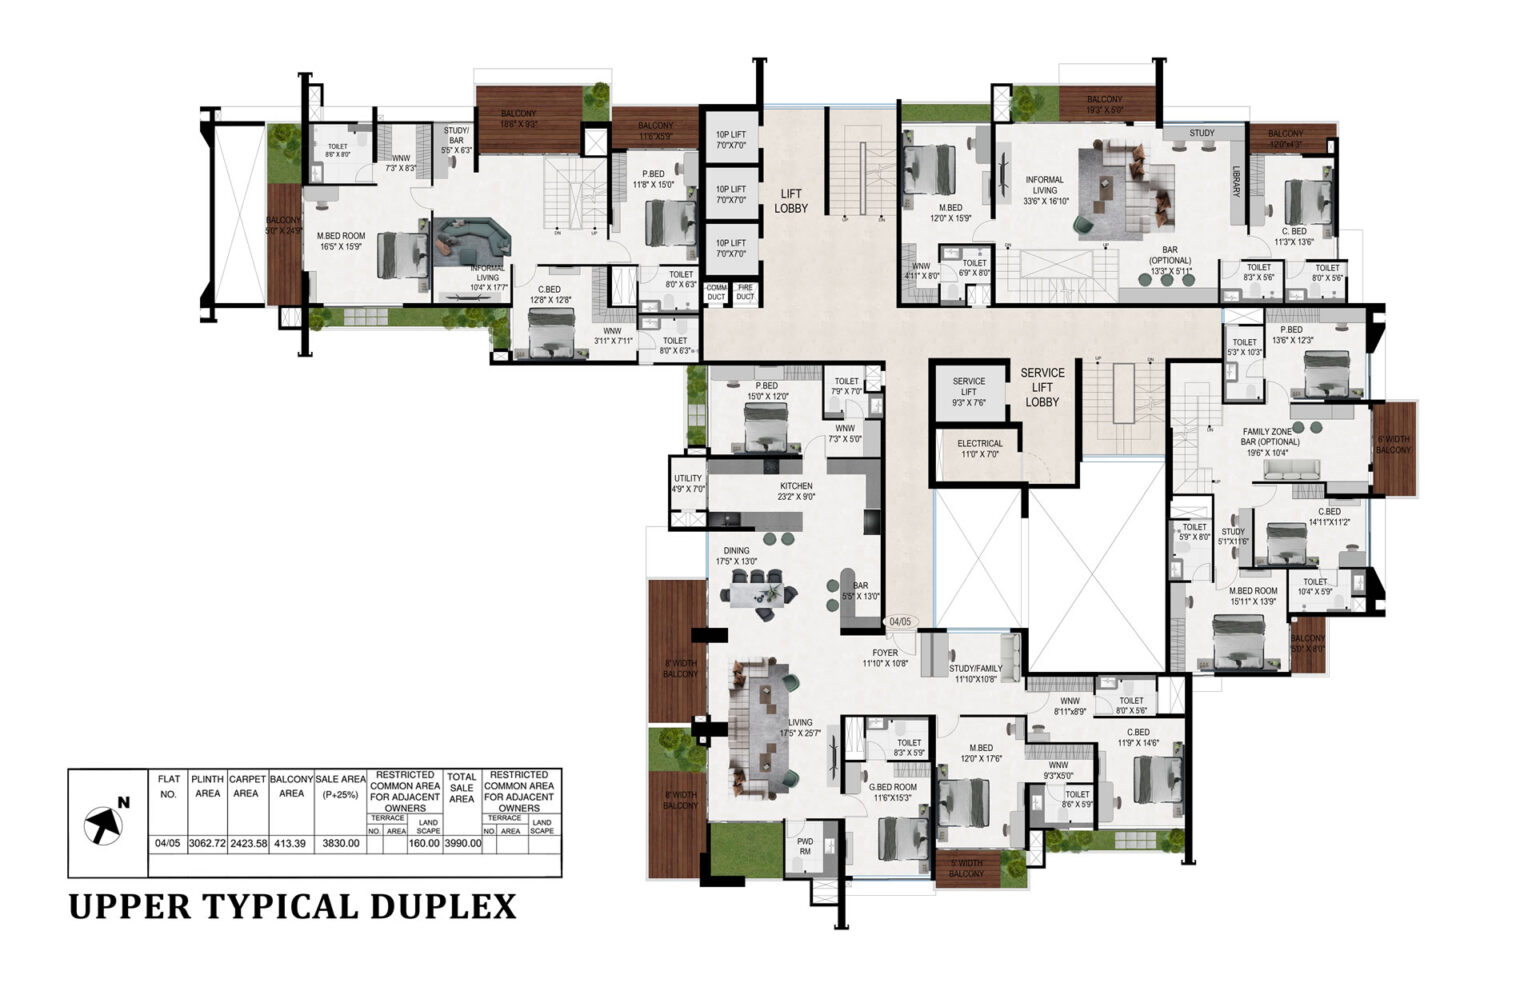 BALCONY
18'6" X 9'3"
BALCONY
11'6"X5'9"
STUDY/
BAR
5'5" X 6'3"
TOILET
8'6" X 8'0"
WNW
7'3" X 8'3"
P.BED
11'8" X 15'0"
BALCONY
5'0" X 24'9"
M.BED ROOM
16'5" X 15'9"
DN
UP
INFORMAL
LIVING
10'4" X 17'7"
C.BED
12'8" X 12'8"
TOILET
8'0" X 6'3"
WNW
3'11" X 7'11"
TOILET
8'0" X 6'3"
10P LIFT
7'0"X7'0"
10P LIFT
7'0"X7'0"
10P LIFT
7'0"X7'0"
COMM
DUCT
FIRE
DUCT
LIFT
LOBBY
UP
DN
BALCONY
19'3" X 5'0"
STUDY
BALCONY
12'0"x4'3"
LIBRARY
INFORMAL
LIVING
33'6" X 16'10"
M.BED
12'0" X 15'9"
C. BED
11'3" X 13'6"
BAR
(OPTIONAL)
13'3" X 5'11"
DN
UP
WNW
4'11" X 8'0"
TOILET
6'9" X 8'0"
TOILET
8'3" X 5'6"
TOILET
8'0" X 5'6"
P.BED
13'6" X 12'3"
TOILET
5'3" X 10'3"
SERVICE
LIFT
9'3" X 7'6"
SERVICE
LIFT
LOBBY
UP
DN
ELECTRICAL
11'0" X 7'0"
DN
UP
FAMILY ZONE
BAR (OPTIONAL)
19'6" X 10'4"
6' WIDTH
BALCONY
C.BED
14'11"X11'2"
TOILET
5'9" X 8'0"
STUDY
5'1"X11'6"
TOILET
10'4" X 5'9"
M.BED ROOM
15'11" X 13'9"
BALCONY
5'0" X 8'0"
P.BED
15'0" X 12'0"
TOILET
7'9" X 7'0"
WNW
7'3" X 5'0"
UTILITY
4'9" X 7'0"
KITCHEN
23'2" X 9'0"
DINING
17'5" X 13'0"
BAR
5'5" X 13'0"
04/05
FOYER
11'10" X 10'8"
STUDY/FAMILY
11'10"X10'8"
8' WIDTH
BALCONY
LIVING
17'5" X 25'7"
WNW
8'11"x8'9"
TOILET
8'0" X 5'6"
TOILET
8'3" X 5'9"
M.BED
12'0" X 17'6"
C.BED
11'9" X 14'6"
WNW
9'3"X5'0"
G.BED ROOM
11'6"X15'3"
TOILET
8'6" X 5'9"
8' WIDTH
BALCONY
PWD
RM
5' WIDTH
BALCONY
N
FLAT NO. PLINTH AREA CARPET AREA BALCONY AREA SALE AREA (P+25%) RESTRICTED COMMON AREA FOR ADJACENT OWNERS TOTAL SALE AREA RESTRICTED COMMON AREA FOR ADJACENT OWNERS
TERRACE LAND SCAPE TERRACE LAND SCAPE
NO. AREA NO. AREA
04/05 3062.72 2423.58 413.39 3830.00 160.00 3990.00
UPPER TYPICAL DUPLEX